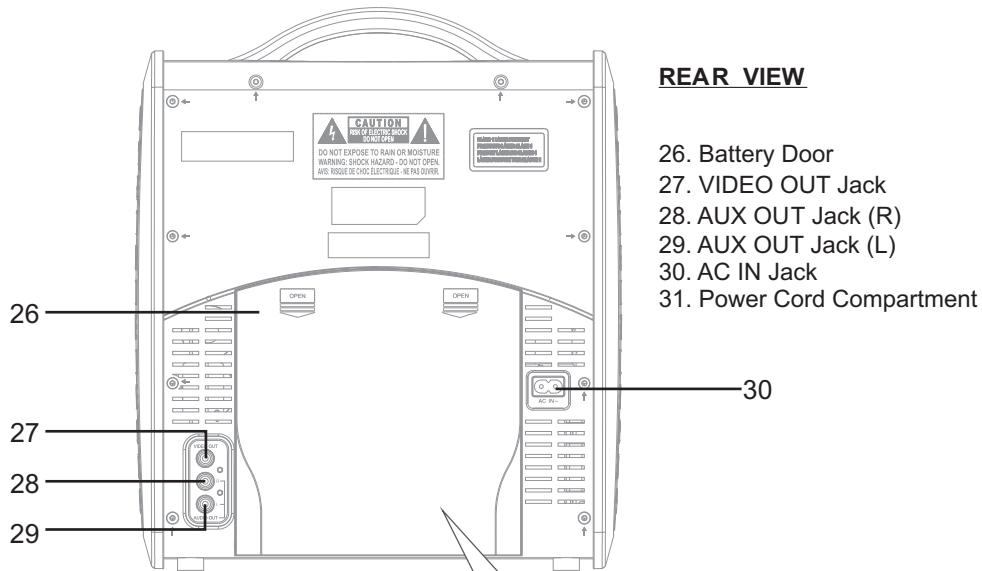 REAR VIEW
26. Battery Door
27. VIDEO OUT Jack
28. AUX OUT Jack (R)
29. AUX OUT Jack (L)
30. AC IN Jack
31. Power Cord Compartment
CAUTION
RISK OF ELECTRIC SHOCK
DO NOT OPEN
DO NOT EXPOSE TO RAIN OR MOISTURE
WARNING: SHOCK HAZARD - DO NOT OPEN.
AVIS: RISQUE DE CHOC ÉLECTRIQUE - NE PAS OUVRIR.
OPEN
OPEN
26
AC IN~
30
VIDEO OUT
27
28
29
AUDIO OUT